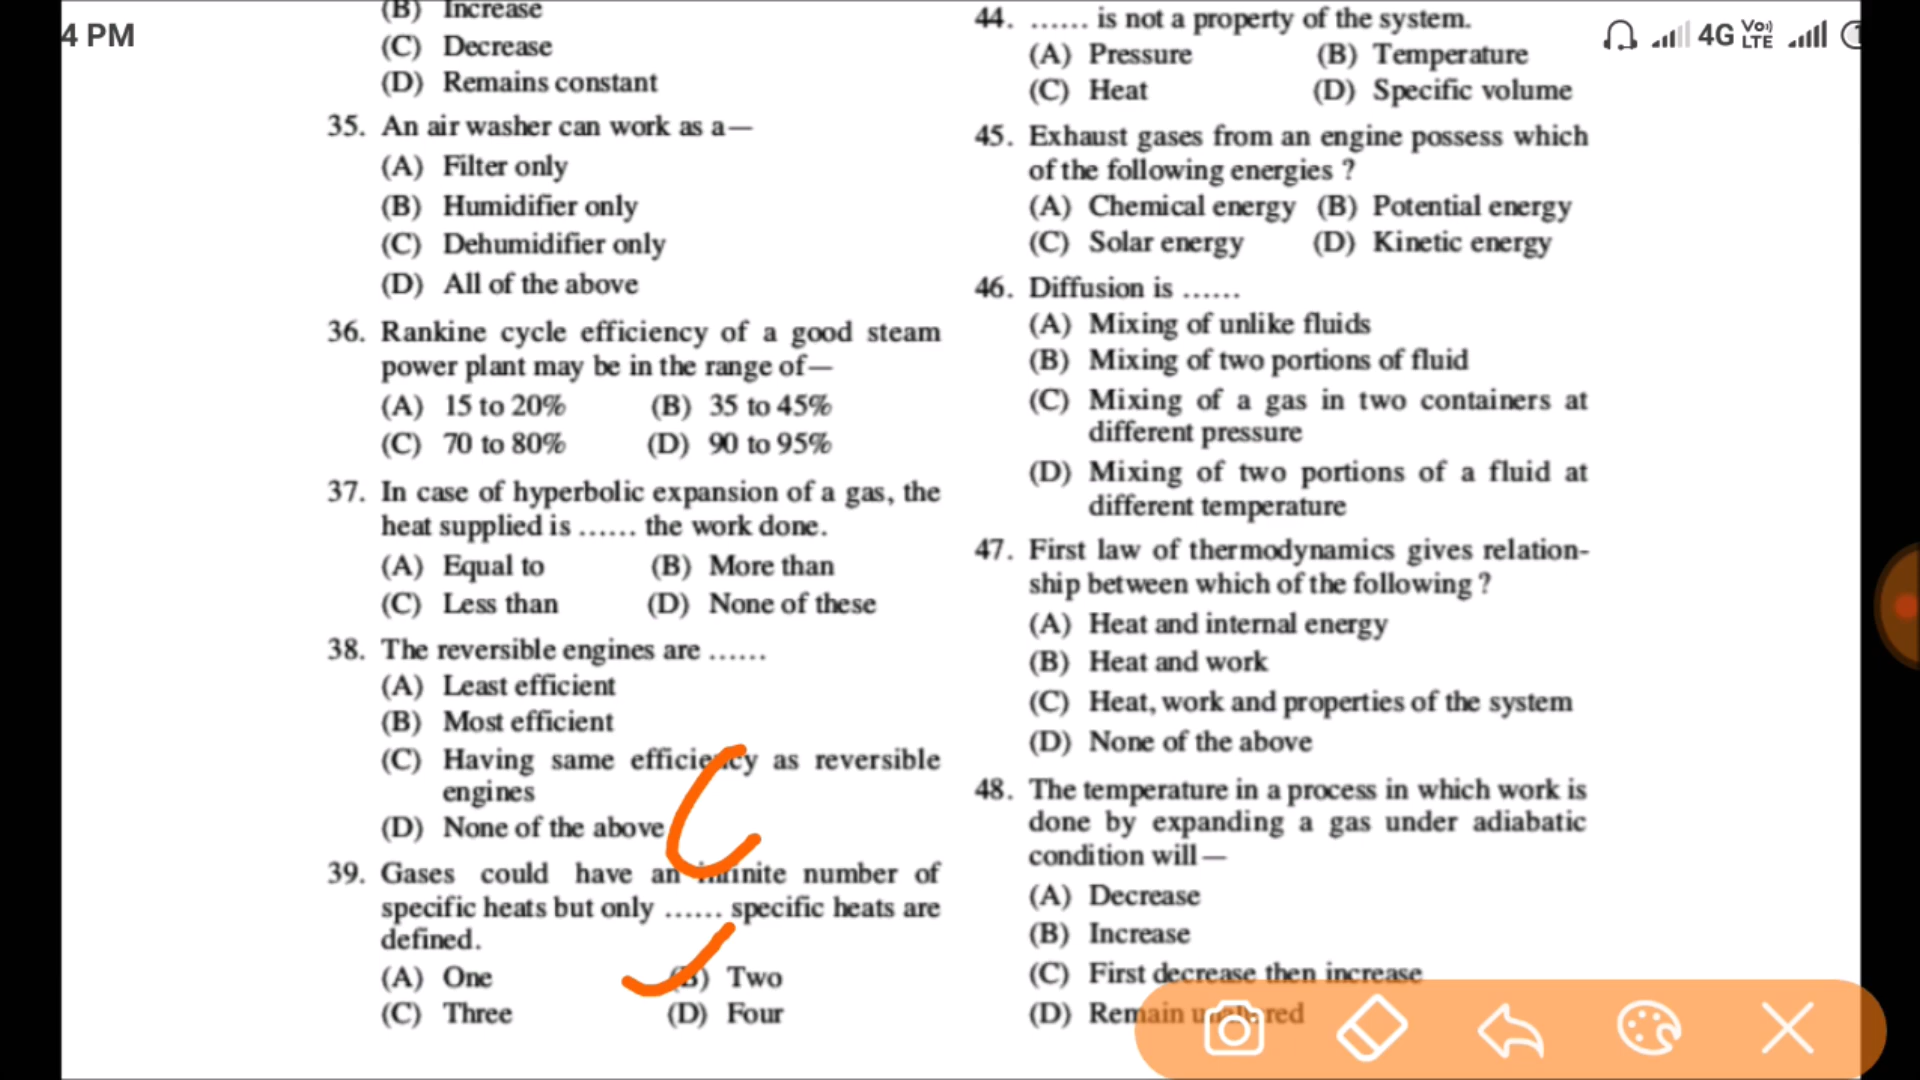 4 PM
4G Vo)) LTE
(B) Increase
(C) Decrease
(D) Remains constant
35. An air washer can work as a—
(A) Filter only
(B) Humidifier only
(C) Dehumidifier only
(D) All of the above
36. Rankine cycle efficiency of a good steam
power plant may be in the range of—
(A) 15 to 20% (B) 35 to 45%
(C) 70 to 80% (D) 90 to 95%
37. In case of hyperbolic expansion of a gas, the
heat supplied is ...... the work done.
(A) Equal to (B) More than
(C) Less than (D) None of these
38. The reversible engines are ......
(A) Least efficient
(B) Most efficient
(C) Having same efficiency as reversible
engines
(D) None of the above
39. Gases could have an infinite number of
specific heats but only ...... specific heats are
defined.
(A) One (B) Two
(C) Three (D) Four
44. ...... is not a property of the system.
(A) Pressure (B) Temperature
(C) Heat (D) Specific volume
45. Exhaust gases from an engine possess which
of the following energies ?
(A) Chemical energy (B) Potential energy
(C) Solar energy (D) Kinetic energy
46. Diffusion is ......
(A) Mixing of unlike fluids
(B) Mixing of two portions of fluid
(C) Mixing of a gas in two containers at
different pressure
(D) Mixing of two portions of a fluid at
different temperature
47. First law of thermodynamics gives relation-
ship between which of the following ?
(A) Heat and internal energy
(B) Heat and work
(C) Heat, work and properties of the system
(D) None of the above
48. The temperature in a process in which work is
done by expanding a gas under adiabatic
condition will—
(A) Decrease
(B) Increase
(C) First decrease then increase
(D) Remain unaltered